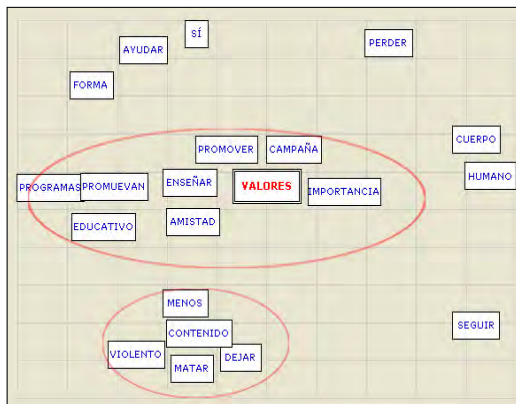 SÍ
AYUDAR
PERDER
FORMA
CUERPO
PROMOVER
CAMPAÑA
HUMANO
PROGRAMAS
PROMUEVAN
ENSEÑAR
VALORES
IMPORTANCIA
EDUCATIVO
AMISTAD
MENOS
SEGUIR
CONTENIDO
VIOLENTO
DEJAR
MATAR